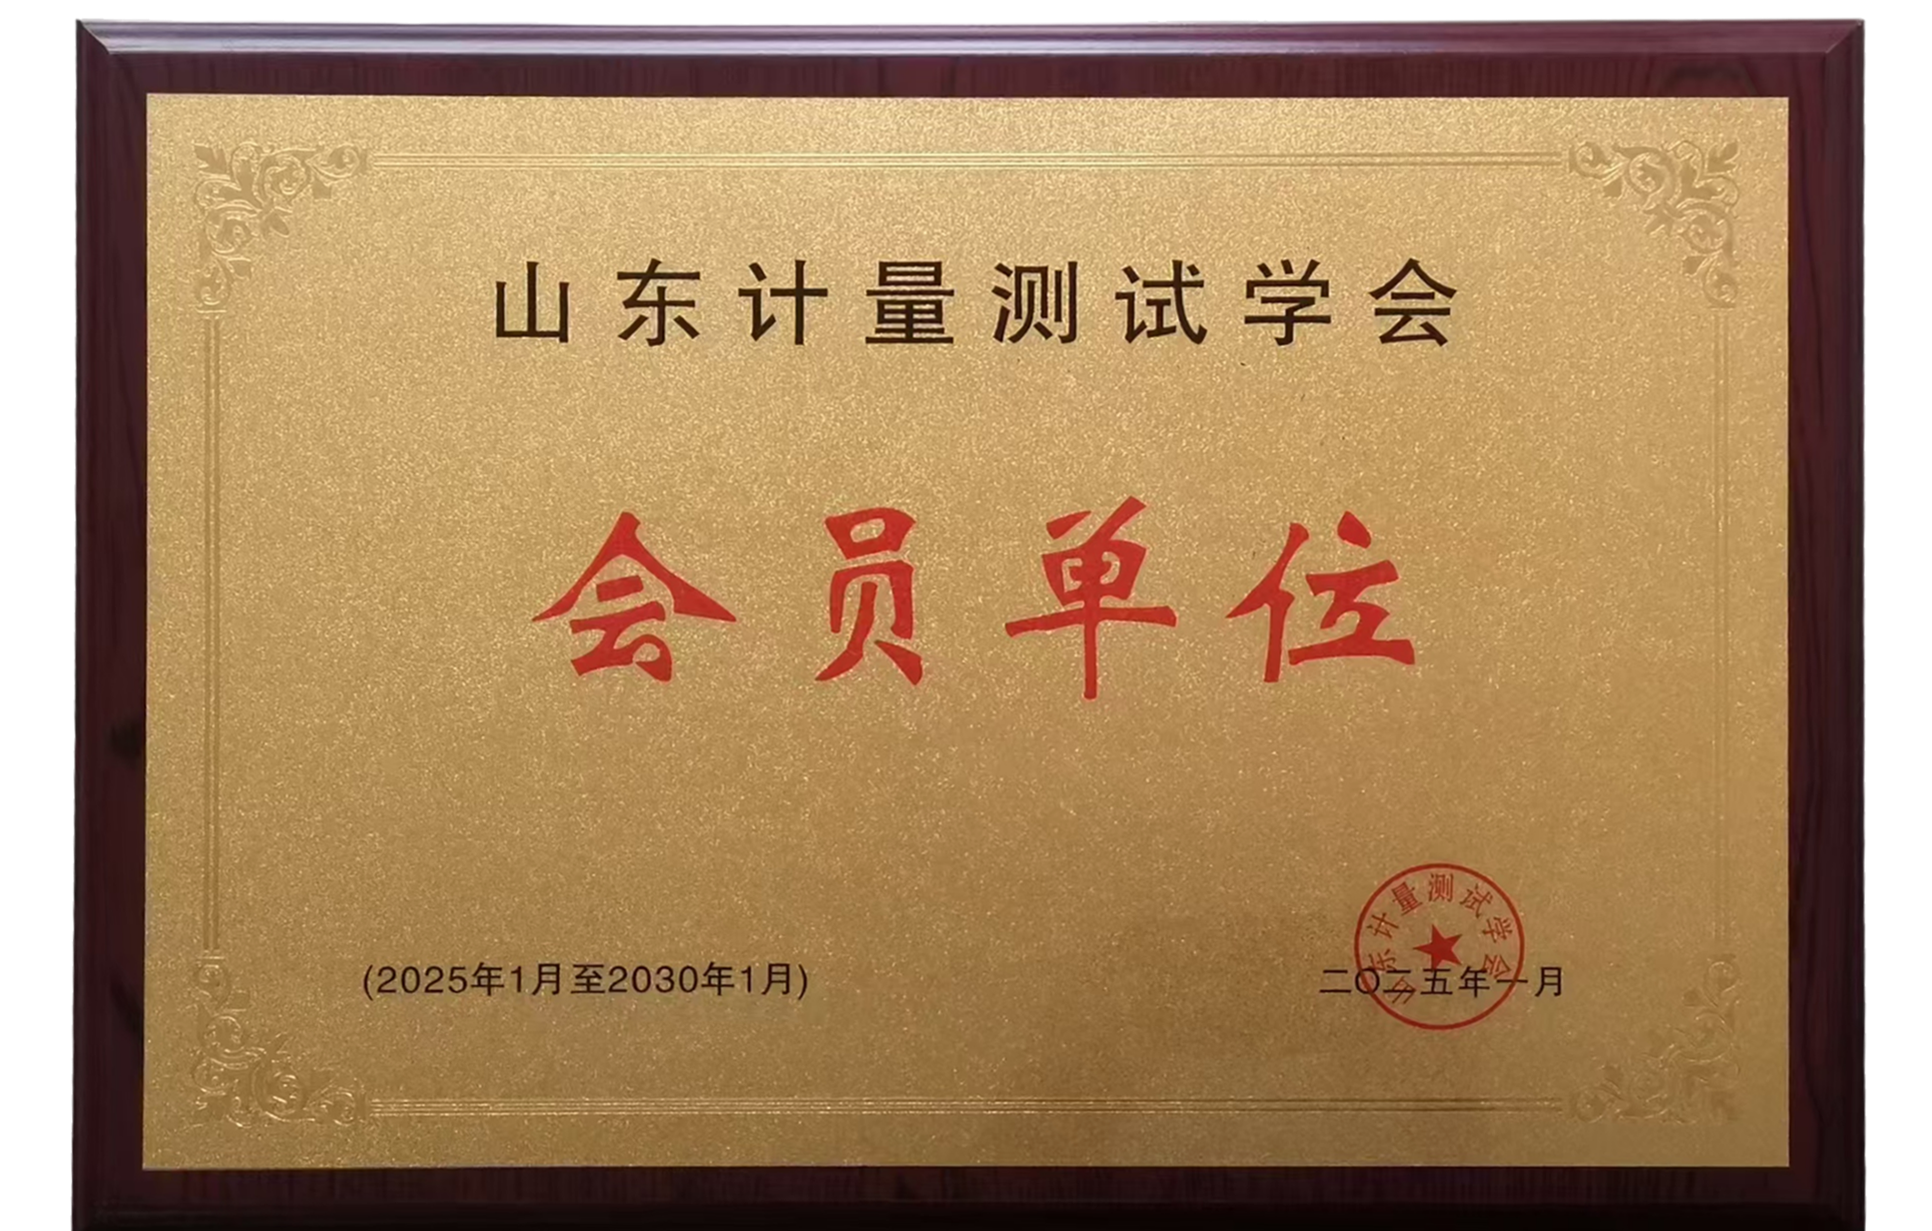 山东计量测试学会
会员单位
(2025年1月至2030年1月)
二〇二五年一月
山东计量测试学会